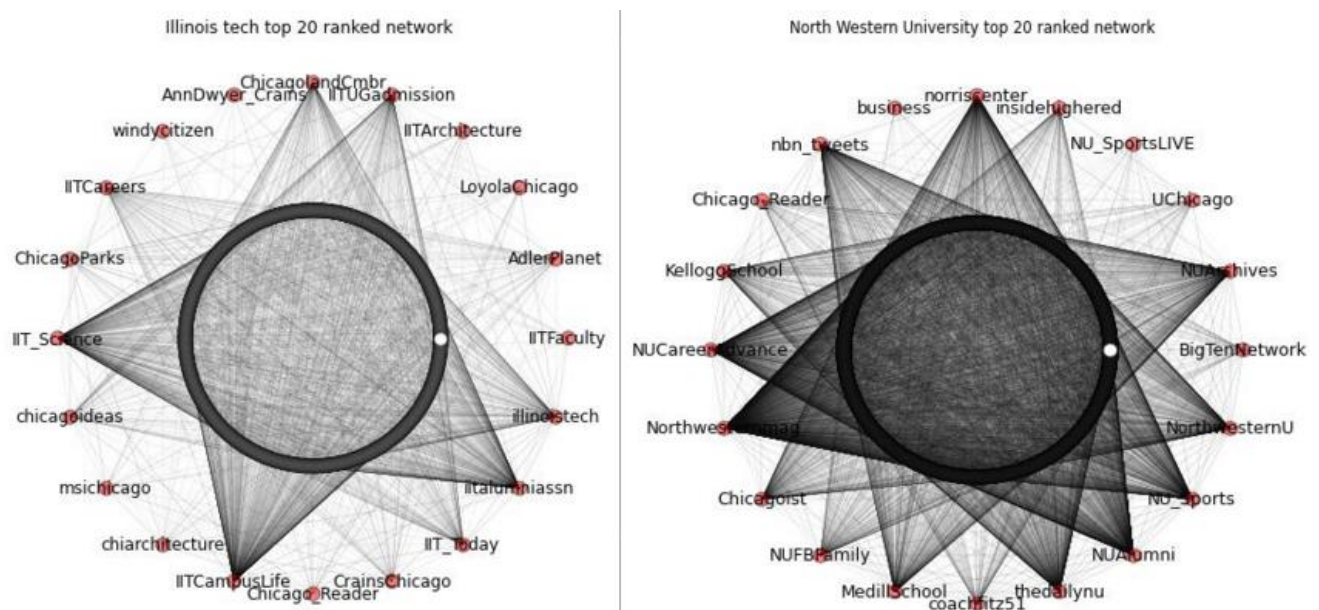 Illinois tech top 20 ranked network
ChicagolandCmbr
AnnDwyer_Crains
IITUGadmission
windycitizen
IITArchitecture
IITCareers
LoyolaChicago
ChicagoParks
AdlerPlanet
IIT_Science
IITFaculty
chicagoideas
illinoistech
msichicago
iitalumniassn
chiarchitecture
IIT_Today
IITCampusLife
CrainsChicago
Chicago_Reader
North Western University top 20 ranked network
norriscenter
business
insidehighered
nbn_tweets
NU_SportsLIVE
Chicago_Reader
UChicago
KelloggSchool
NUArchives
NUCareerAdvance
BigTenNetwork
Northwesternmag
NorthwesternU
Chicagoist
NU_Sports
NUFBFamily
NUAlumni
MedillSchool
thedailynu
coachfitz51